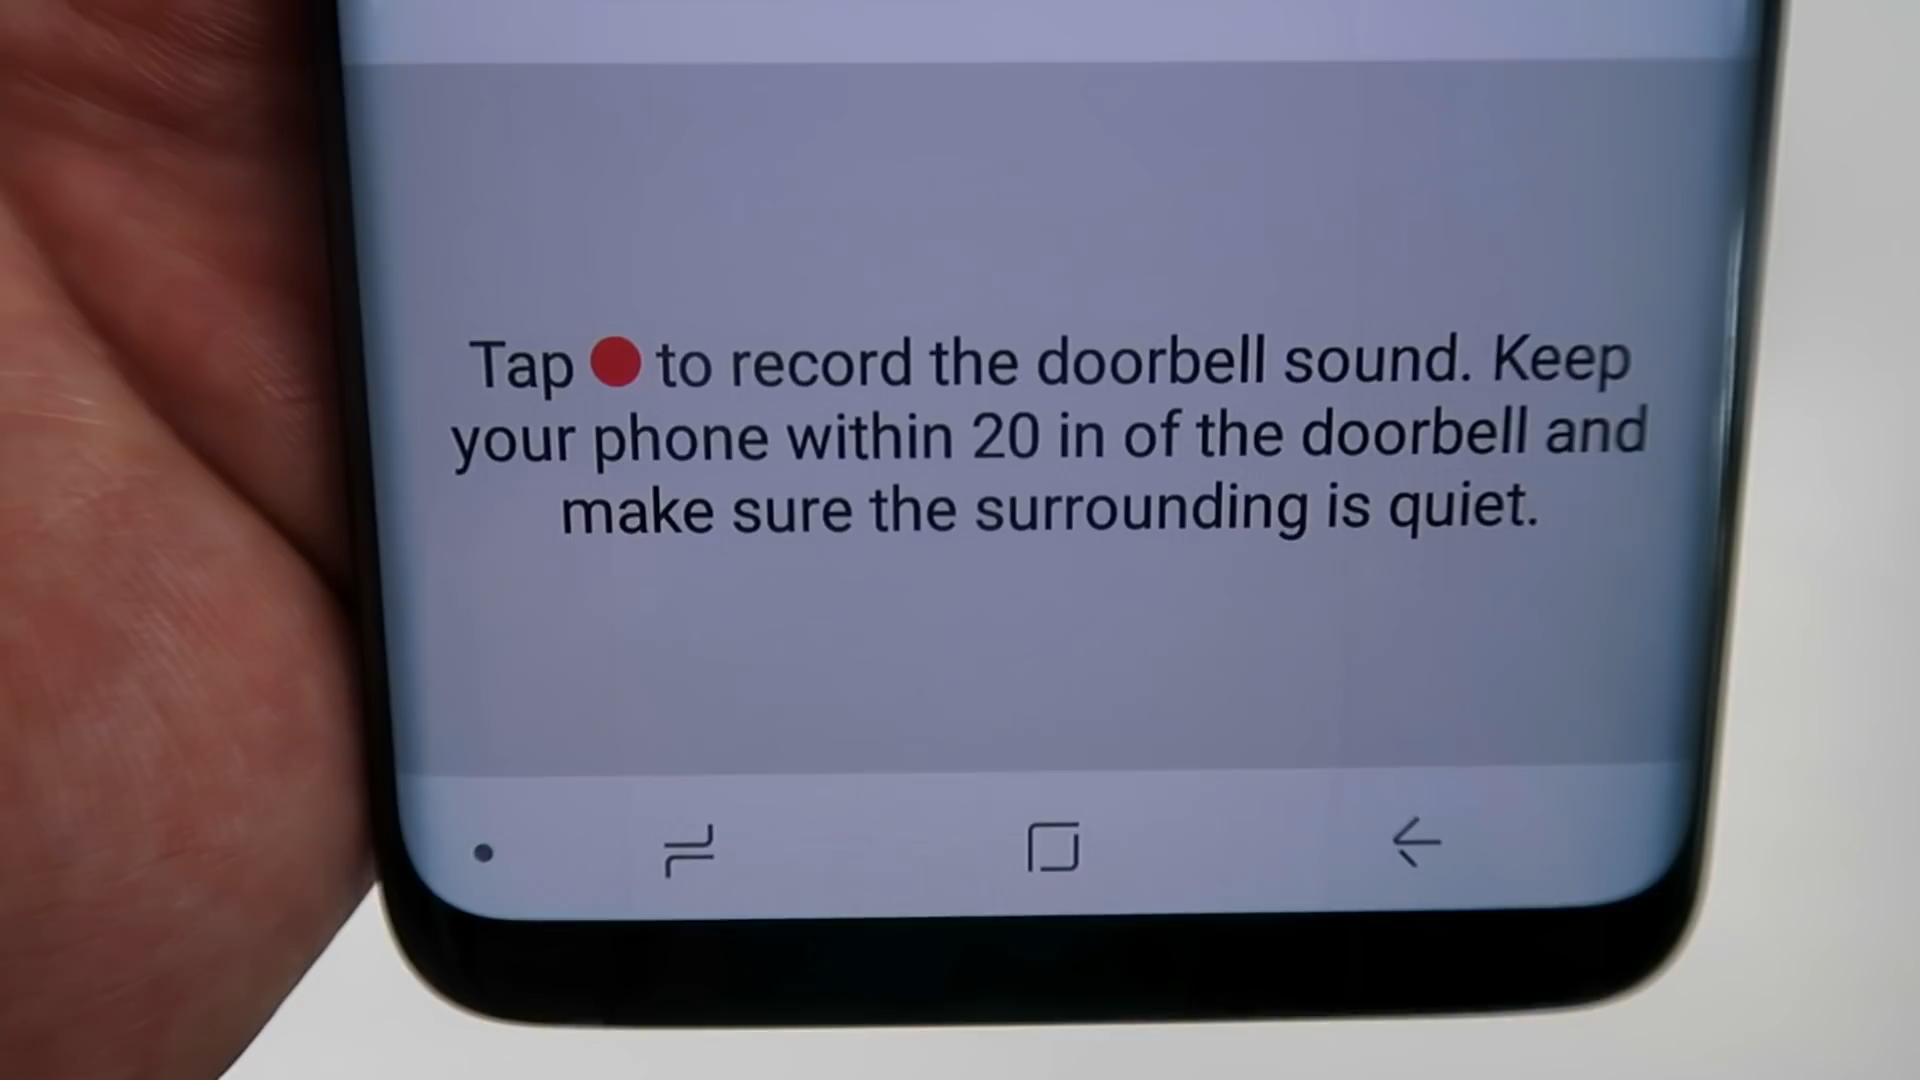 Tap to record the doorbell sound. Keep
your phone within 20 in of the doorbell and
make sure the surrounding is quiet.